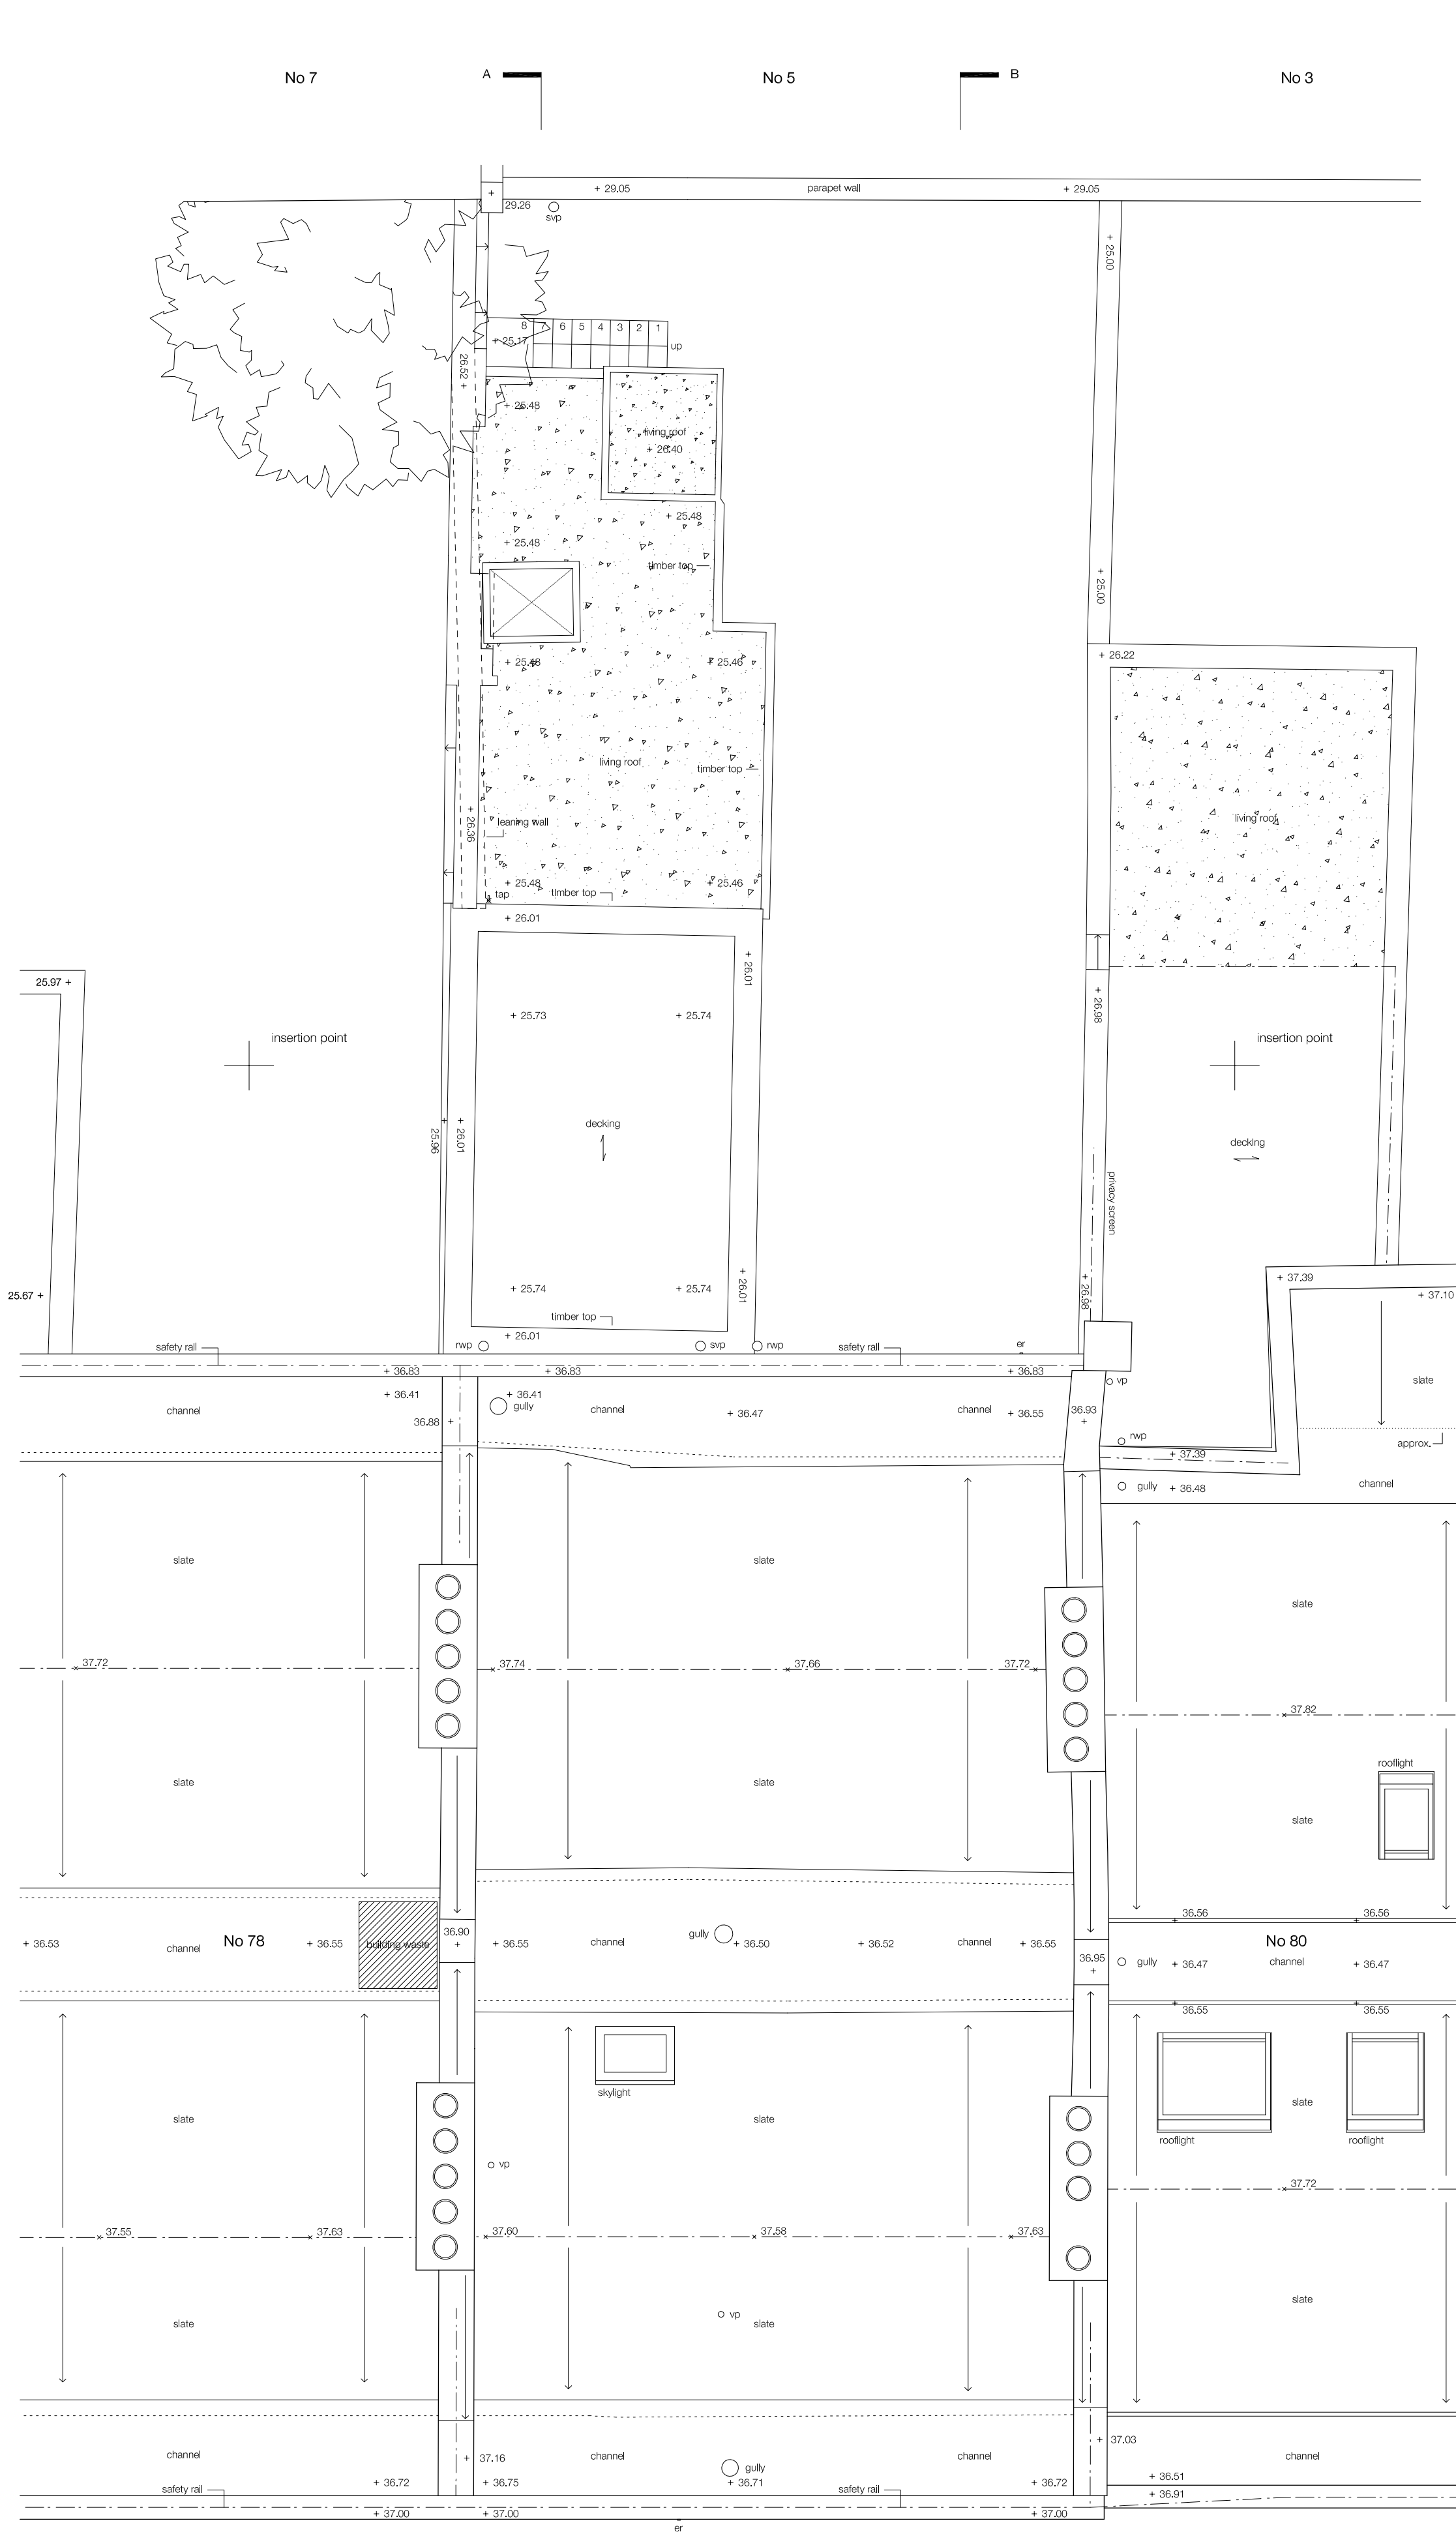 No 7
A
No 5
B
No 3
+ 29.05
parapet wall
+ 29.05
+
29.26
svp
+ 25.00
8 7 6 5 4 3 2 1
+ 25.17
up
26.52 +
+ 25.48
living roof
+ 26.40
+ 25.48
+ 25.48
timber top
+ 25.00
+ 25.48
+ 25.46
+ 26.22
living roof
timber top
+ 26.36
leaning wall
living roof
+ 25.48
timber top
+ 25.46
tap
+ 26.01
+ 26.01
25.97 +
+ 26.98
+ 25.73
+ 25.74
insertion point
insertion point
+ 25.96
+ 26.01
decking
decking
privacy screen
+ 26.01
+ 26.98
+ 37.39
25.67 +
+ 37.10
+ 25.74
+ 25.74
timber top
+ 26.01
safety rail
rwp
svp
rwp
safety rail
er
+ 36.83
+ 36.83
+ 36.83
vp
slate
+ 36.41
+ 36.41
channel
gully
channel
+ 36.47
channel
+ 36.55
36.93
+
36.88 +
rwp
approx.
+ 37.39
gully
+ 36.48
channel
slate
slate
slate
37.72
37.74
37.66
37.72
37.82
rooflight
slate
slate
slate
36.56
+
36.56
+
36.90
+
+ 36.53
channel
No 78
+ 36.55
building waste
+ 36.55
channel
gully
+ 36.50
+ 36.52
channel
+ 36.55
36.95
+
No 80
gully
+ 36.47
channel
+ 36.47
+
36.55
+
36.55
skylight
slate
slate
slate
rooflight
rooflight
vp
37.72
37.55
37.63
37.60
37.58
37.63
slate
vp
slate
slate
+ 37.03
channel
+ 37.16
channel
channel
channel
gully
safety rail
+ 36.72
+ 36.75
+ 36.71
safety rail
+ 36.72
+ 36.51
+ 36.91
+ 37.00
+ 37.00
+ 37.00
er